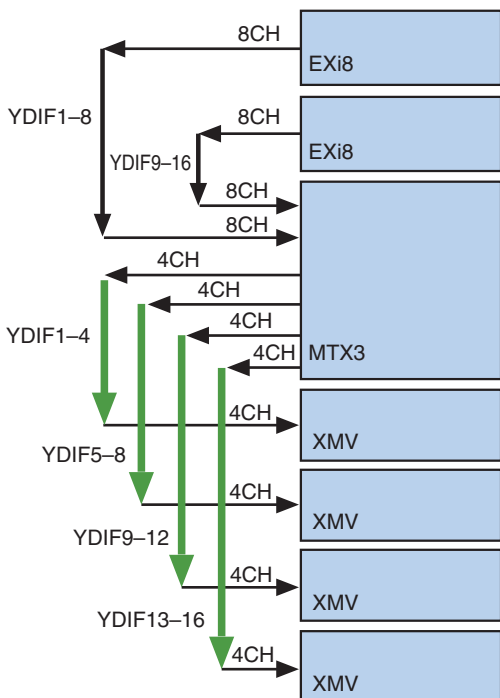 8CH
EXi8
YDIF1–8
8CH
EXi8
YDIF9–16
8CH
8CH
4CH
4CH
YDIF1–4
4CH
4CH
MTX3
4CH
XMV
YDIF5–8
4CH
XMV
YDIF9–12
4CH
XMV
YDIF13–16
4CH
XMV